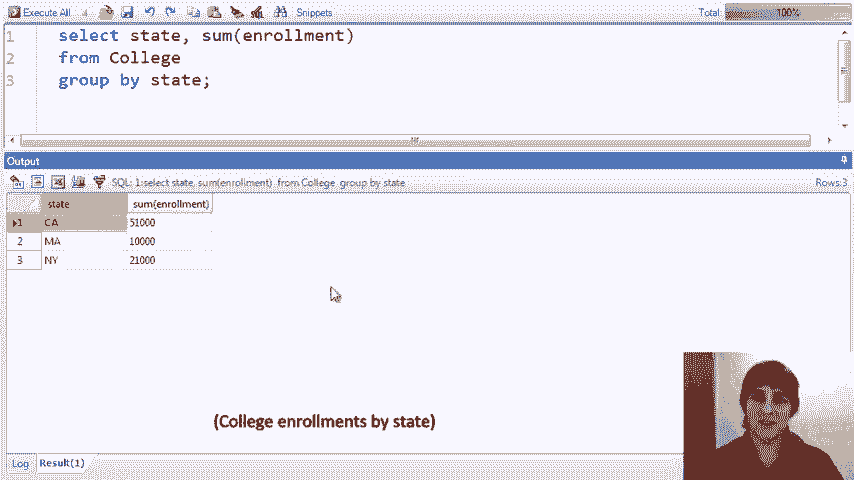 Execute All Snippets Total: 100%
1 select state, sum(enrollment)
2 from College
3 group by state;
Output
SQL: 1:select state, sum(enrollment) from College group by state Rows:3
state sum(enrollment)
1 CA 51000
2 MA 10000
3 NY 21000
(College enrollments by state)
Log Result(1)